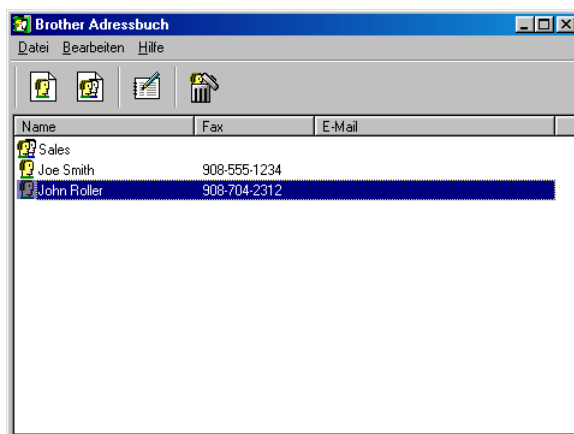 Brother Adressbuch
Datei Bearbeiten Hilfe
Name Fax E-Mail
Sales
Joe Smith 908-555-1234
John Roller 908-704-2312